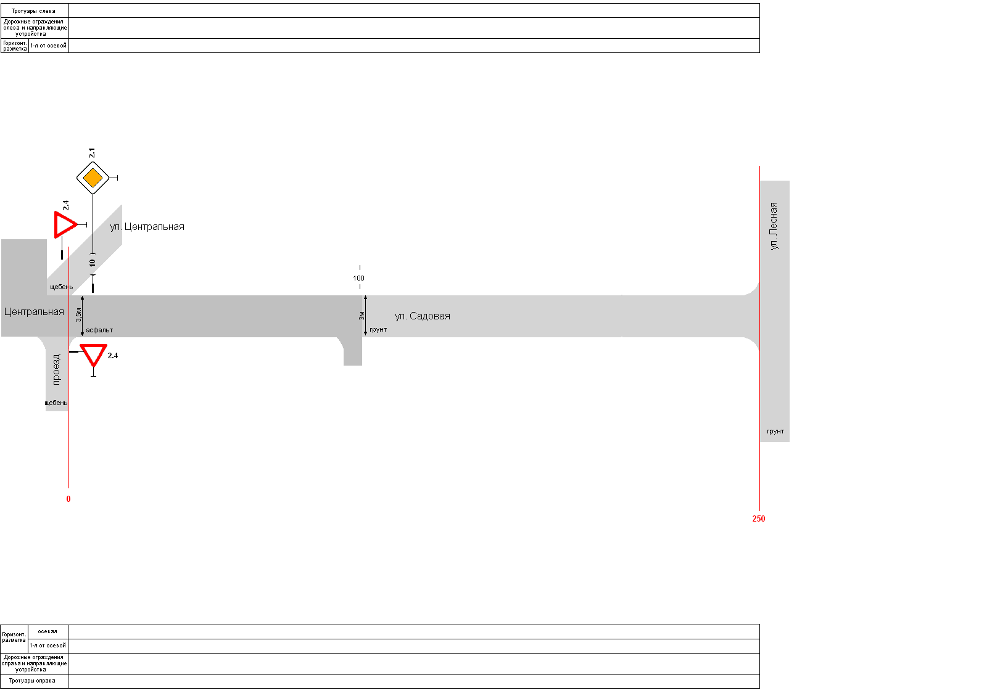 Тротуары слева
Дорожные ограждения
слева и направляющие
устройства
Горизонт.
разметка
1-я от осевой
2.1
2.4
ул. Центральная
10
щебень
100
ул. Лесная
Центральная
3,5м
асфальт
3м
грунт
ул. Садовая
2.4
проезд
щебень
грунт
0
250
Горизонт.
разметка
осевая
1-я от осевой
Дорожные ограждения
справа и направляющие
устройства
Тротуары справа